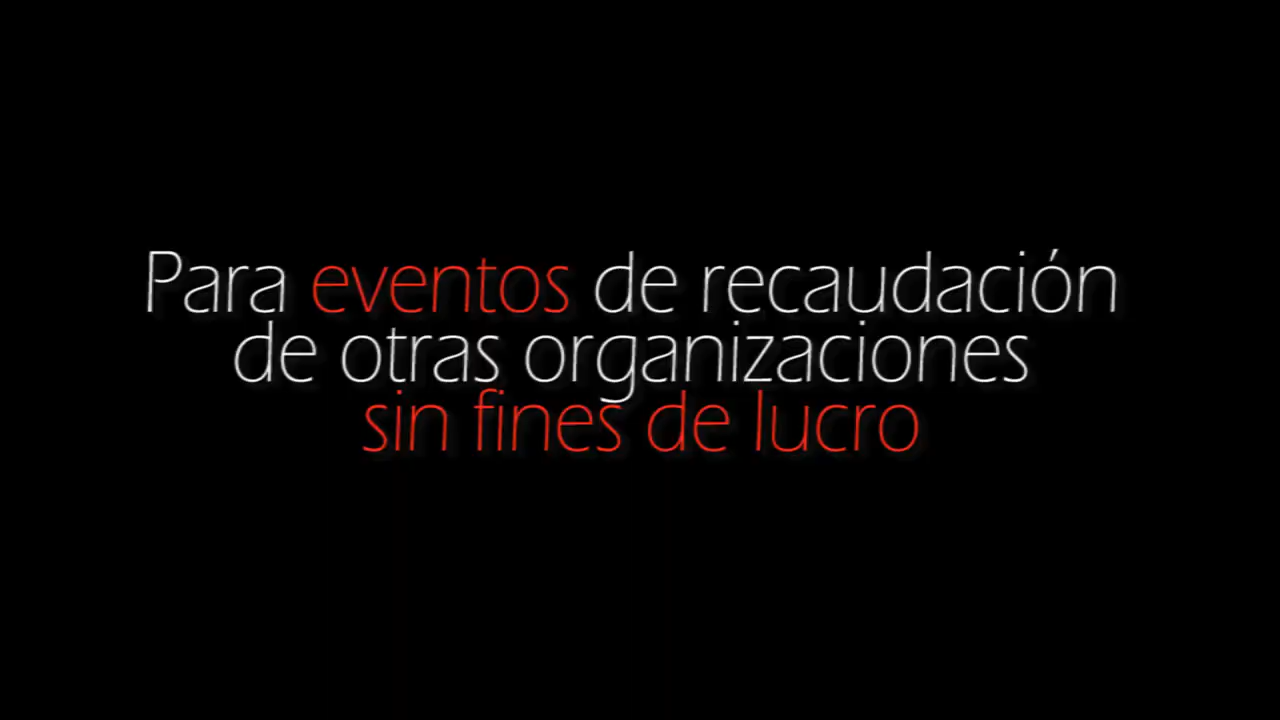 Para eventos de recaudación
de otras organizaciones
sin fines de lucro